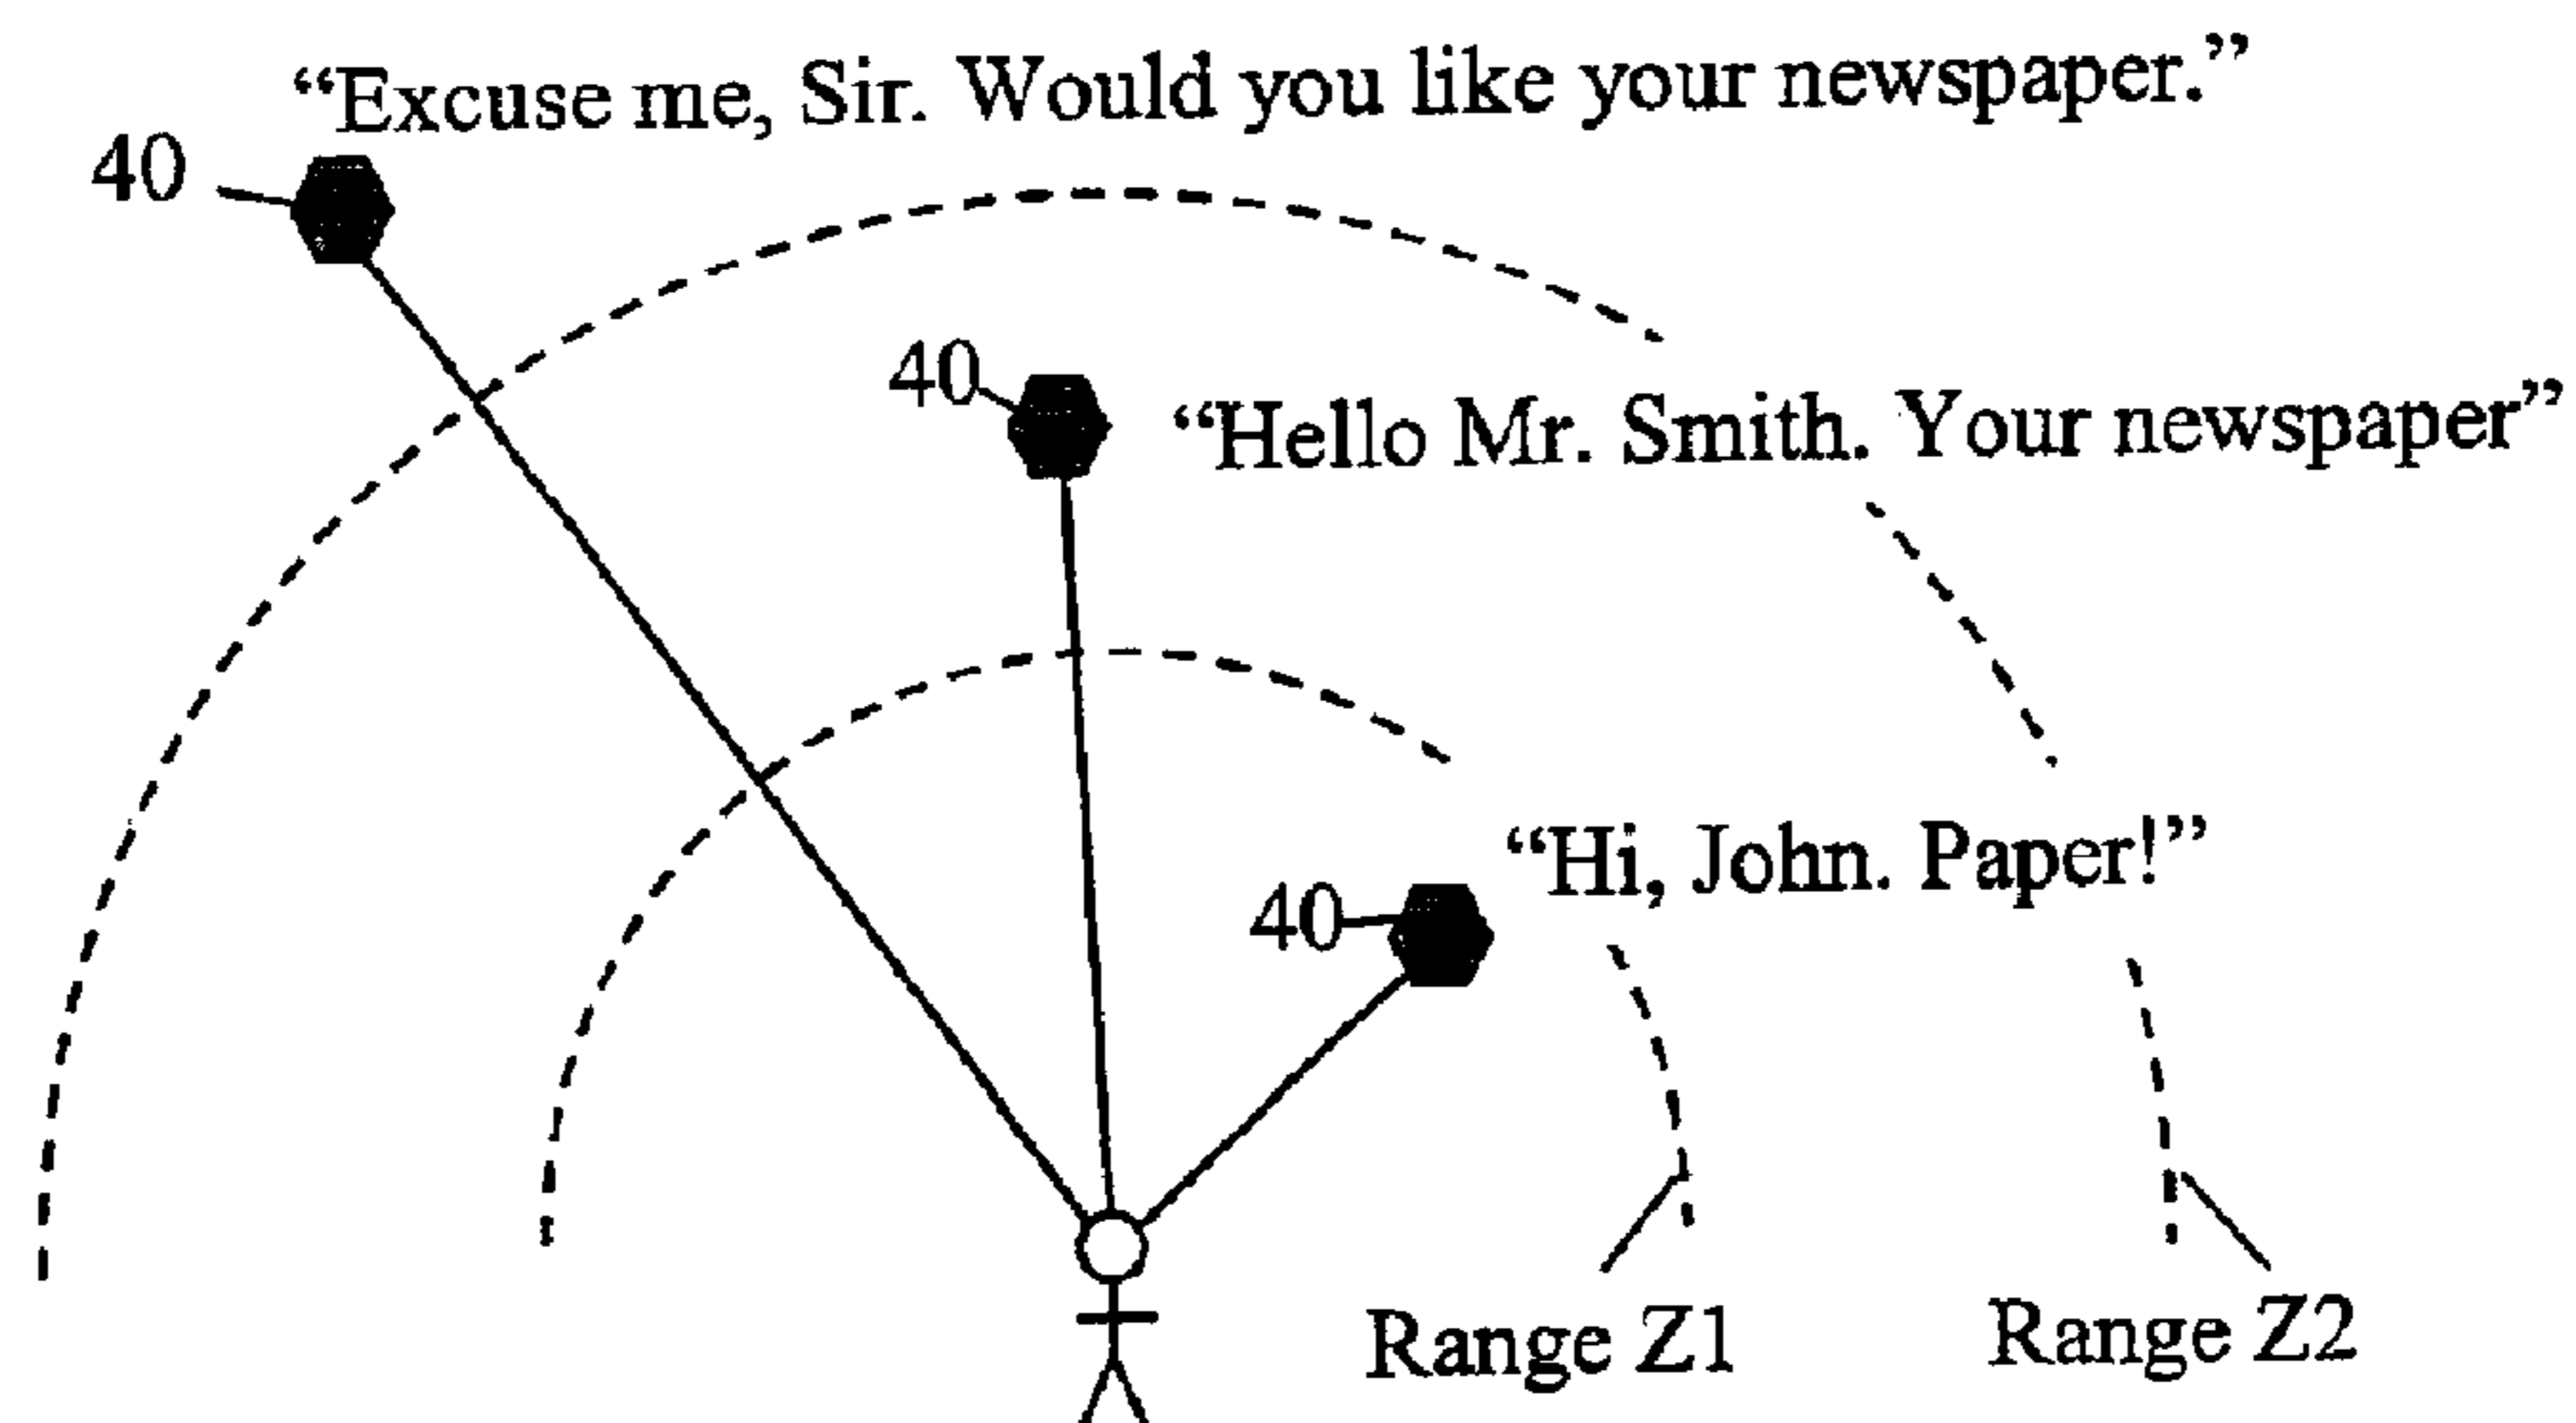 “Excuse me, Sir. Would you like your newspaper.”
40
40
“Hello Mr. Smith. Your newspaper”
“Hi, John. Paper!”
40
Range Z1
Range Z2